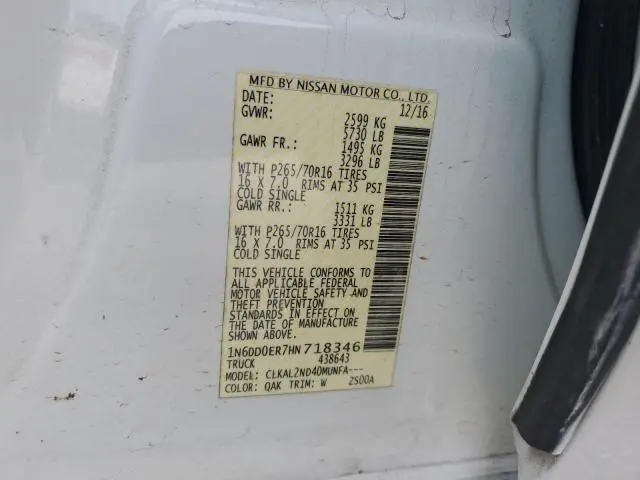 MFD BY NISSAN MOTOR CO., LTD.
DATE: 12/16
GVWR: 2599 KG
5730 LB
GAWR FR.: 1495 KG
3296 LB
WITH P265/70R16 TIRES
16 X 7.0 RIMS AT 35 PSI
COLD SINGLE
GAWR RR.: 1511 KG
3331 LB
WITH P265/70R16 TIRES
16 X 7.0 RIMS AT 35 PSI
COLD SINGLE
THIS VEHICLE CONFORMS TO
ALL APPLICABLE FEDERAL
MOTOR VEHICLE SAFETY AND
THEFT PREVENTION
STANDARDS IN EFFECT ON
THE DATE OF MANUFACTURE
SHOWN ABOVE.
1N6DD0ER7HN718346
TRUCK 438643
MODEL: CLKAL2ND40MUNFA---
COLOR: QAK TRIM: W 2S00A